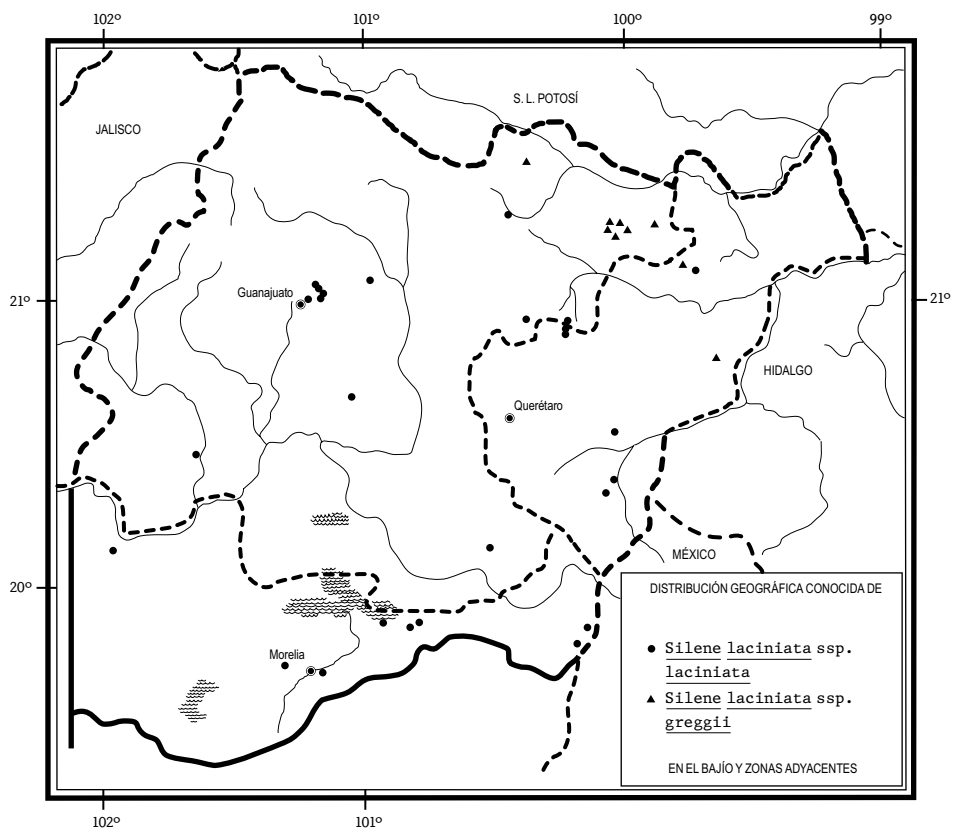 102º 101º 100º 99º
S. L. POTOSÍ
JALISCO
Guanajuato
21º 21º
HIDALGO
Querétaro
MÉXICO
20º
DISTRIBUCIÓN GEOGRÁFICA CONOCIDA DE
Silene laciniata ssp.
laciniata
Silene laciniata ssp.
greggii
EN EL BAJÍO Y ZONAS ADYACENTES
Morelia
102º 101º